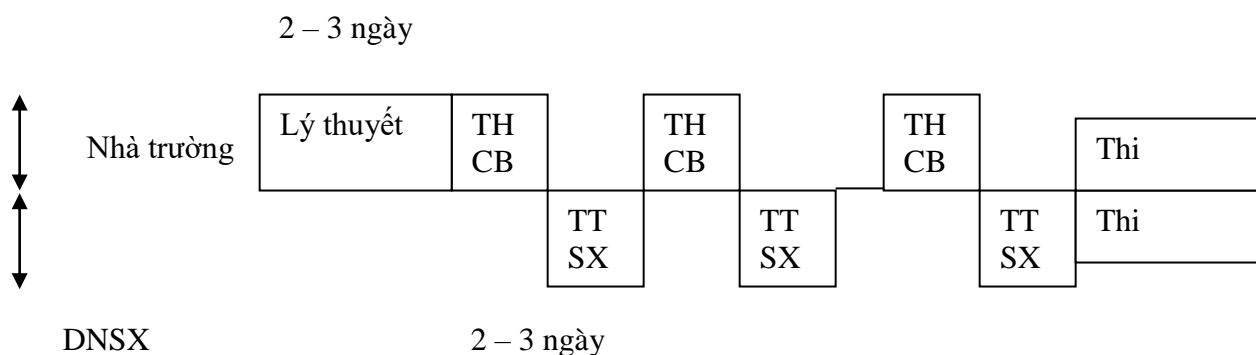 2 – 3 ngày
Nhà trường
Lý thuyết
TH
CB
TH
CB
TH
CB
Thi
TT
SX
TT
SX
TT
SX
Thi
DNSX
2 – 3 ngày